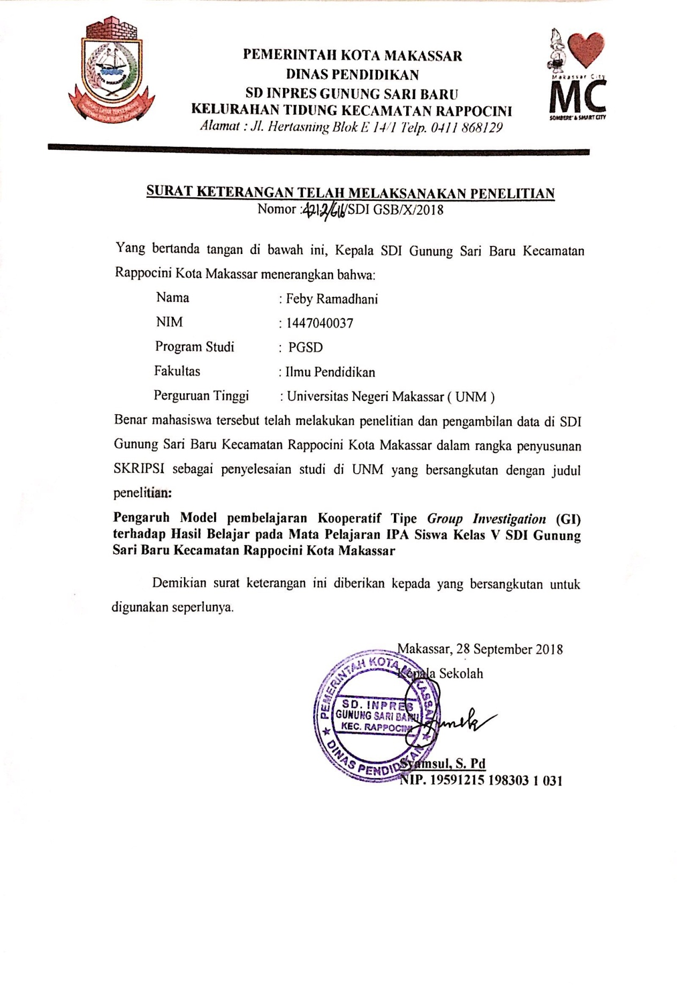 PEMERINTAH KOTA MAKASSAR
DINAS PENDIDIKAN
SD INPRES GUNUNG SARI BARU
KELURAHAN TIDUNG KECAMATAN RAPPOCINI
Alamat : Jl. Hertasning Blok E 14/1 Telp. 0411 868129
KOTA MAKASSAR
Makassar City
MC
SOMBERE' & SMART CITY
SURAT KETERANGAN TELAH MELAKSANAKAN PENELITIAN
Nomor :421.2/616/SDI GSB/X/2018
Yang bertanda tangan di bawah ini, Kepala SDI Gunung Sari Baru Kecamatan
Rappocini Kota Makassar menerangkan bahwa:
Nama : Feby Ramadhani
NIM : 1447040037
Program Studi : PGSD
Fakultas : Ilmu Pendidikan
Perguruan Tinggi : Universitas Negeri Makassar ( UNM )
Benar mahasiswa tersebut telah melakukan penelitian dan pengambilan data di SDI
Gunung Sari Baru Kecamatan Rappocini Kota Makassar dalam rangka penyusunan
SKRIPSI sebagai penyelesaian studi di UNM yang bersangkutan dengan judul
penelitian:
Pengaruh Model pembelajaran Kooperatif Tipe Group Investigation (GI)
terhadap Hasil Belajar pada Mata Pelajaran IPA Siswa Kelas V SDI Gunung
Sari Baru Kecamatan Rappocini Kota Makassar
Demikian surat keterangan ini diberikan kepada yang bersangkutan untuk
digunakan seperlunya.
Makassar, 28 September 2018
Kepala Sekolah
PEMERINTAH KOTA MAKASSAR
SD. INPRES
GUNUNG SARI BARU
KEC. RAPPOCINI
DINAS PENDIDIKAN
Syamsul, S. Pd
NIP. 19591215 198303 1 031